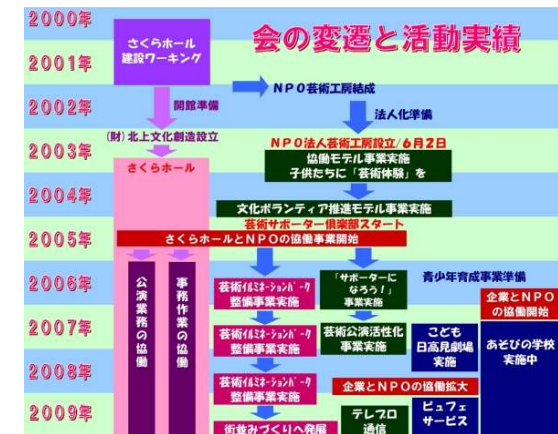 会の変遷と活動実績
2000年
2001年
2002年
2003年
2004年
2005年
2006年
2007年
2008年
2009年
さくらホール
建設ワーキング
NPO芸術工房結成
開館準備
法人化準備
(財)北上文化創造設立
NPO法人芸術工房設立/6月2日
さくらホール
協働モデル事業実施
子供たちに「芸術体験」を
文化ボランティア推進モデル事業実施
芸術サポーター倶楽部スタート
さくらホールとNPOの協働事業開始
公演業務の協働
事務作業の協働
芸術イルミネーションパーク
整備事業実施
「サポーターに
なろう!」
事業実施
青少年育成事業準備
企業とNPO
の協働開始
芸術イルミネーションパーク
整備事業実施
芸術公演活性化
事業実施
こども
日高見劇場
実施
あそびの学校
実施中
芸術イルミネーションパーク
整備事業実施
企業とNPOの協働拡大
街並みづくりへ発展
テレプロ
通信
ビュフェ
サービス